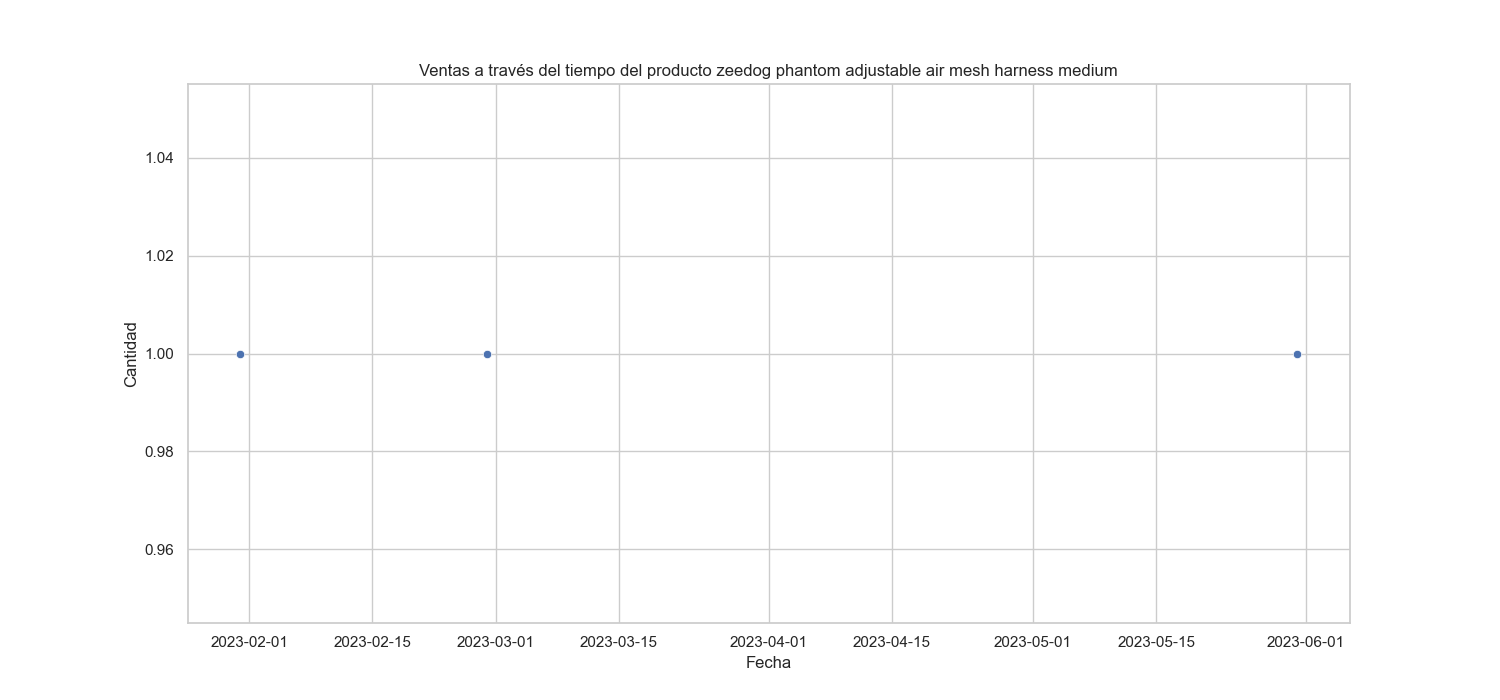 Ventas a través del tiempo del producto zeedog phantom adjustable air mesh harness medium
1.04
1.02
1.00
0.98
0.96
Cantidad
2023-02-01 2023-02-15 2023-03-01 2023-03-15 2023-04-01 2023-04-15 2023-05-01 2023-05-15 2023-06-01
Fecha